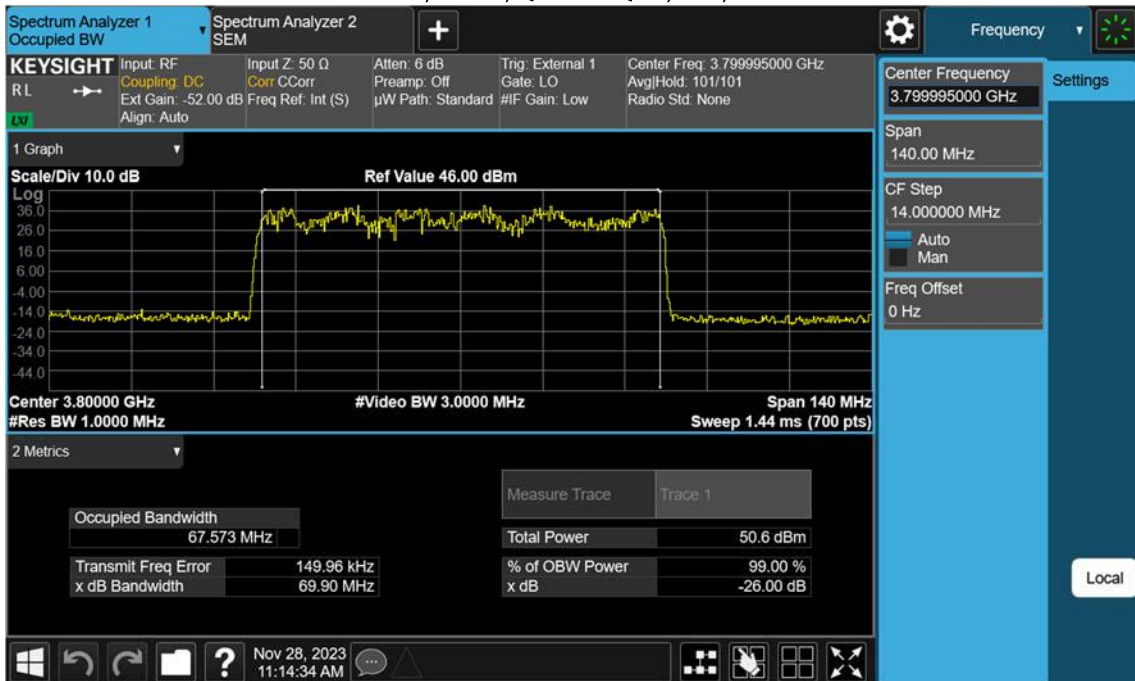 Spectrum Analyzer 1
Occupied BW
Spectrum Analyzer 2
SEM
Frequency
KEYSIGHT
RL
LXI
Input: RF
Coupling: DC
Ext Gain: -52.00 dB
Align: Auto
Input Z: 50 Ω
Corr CCorr
Freq Ref: Int (S)
Atten: 6 dB
Preamp: Off
µW Path: Standard
Trig: External 1
Gate: LO
#IF Gain: Low
Center Freq: 3.799995000 GHz
Avg|Hold: 101/101
Radio Std: None
Center Frequency
3.799995000 GHz
Settings
Span
140.00 MHz
CF Step
14.000000 MHz
Auto
Man
Freq Offset
0 Hz
1 Graph
Scale/Div 10.0 dB
Ref Value 46.00 dBm
Log
36.0
26.0
16.0
6.00
-4.00
-14.0
-24.0
-34.0
-44.0
Center 3.80000 GHz
#Video BW 3.0000 MHz
Span 140 MHz
#Res BW 1.0000 MHz
Sweep 1.44 ms (700 pts)
2 Metrics
Measure Trace
Trace 1
Occupied Bandwidth
67.573 MHz
Total Power
50.6 dBm
Transmit Freq Error
149.96 kHz
% of OBW Power
99.00 %
x dB Bandwidth
69.90 MHz
x dB
-26.00 dB
Local
?
Nov 28, 2023
11:14:34 AM